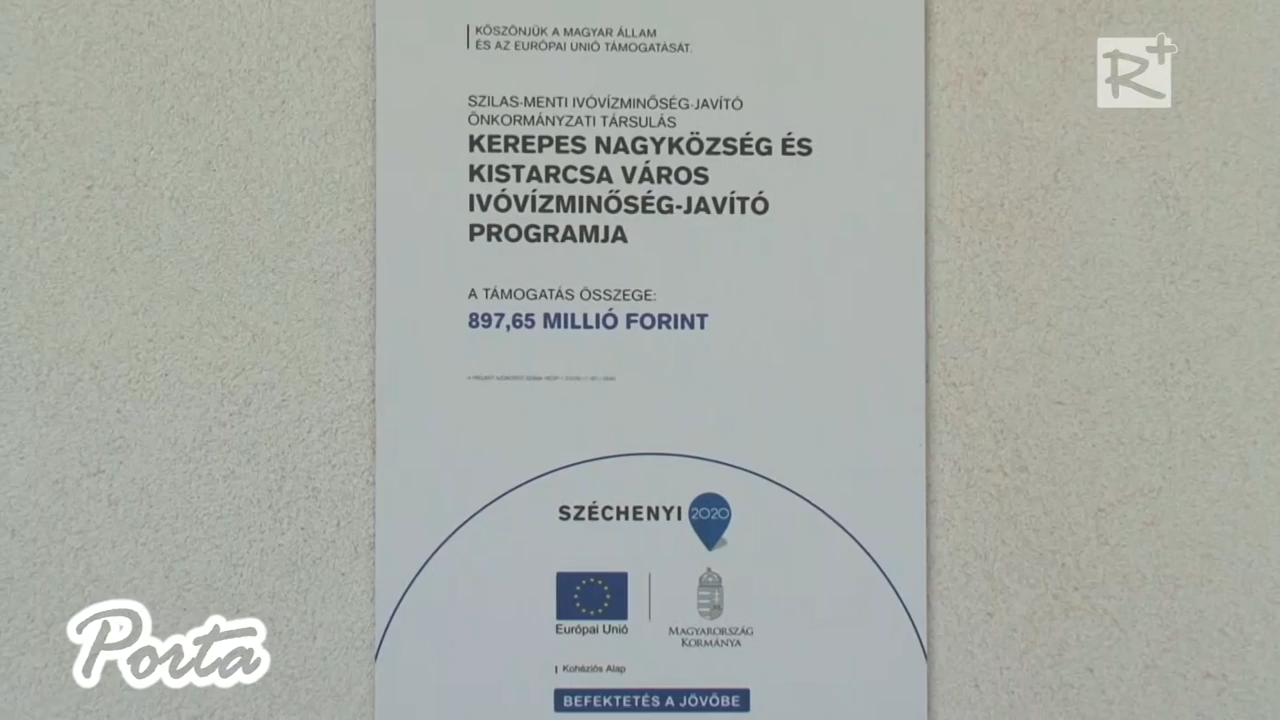 KÖSZÖNJÜK A MAGYAR ÁLLAM
ÉS AZ EURÓPAI UNIÓ TÁMOGATÁSÁT.
R+
SZILAS-MENTI IVÓVÍZMINŐSÉG-JAVÍTÓ
ÖNKORMÁNYZATI TÁRSULÁS
KEREPES NAGYKÖZSÉG ÉS
KISTARCSA VÁROS
IVÓVÍZMINŐSÉG-JAVÍTÓ
PROGRAMJA
A TÁMOGATÁS ÖSSZEGE:
897,65 MILLIÓ FORINT
SZÉCHENYI 2020
Európai Unió
MAGYARORSZÁG
KORMÁNYA
Kohéziós Alap
BEFEKTETÉS A JÖVŐBE
Porta